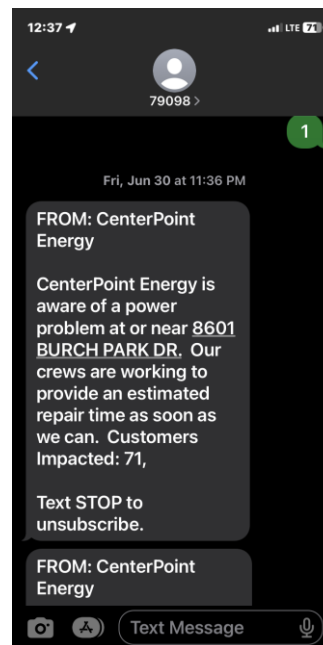 12:37
LTE 71
79098 >
1
Fri, Jun 30 at 11:36 PM
FROM: CenterPoint
Energy
CenterPoint Energy is
aware of a power
problem at or near 8601
BURCH PARK DR. Our
crews are working to
provide an estimated
repair time as soon as
we can. Customers
Impacted: 71,
Text STOP to
unsubscribe.
FROM: CenterPoint
Energy
Text Message